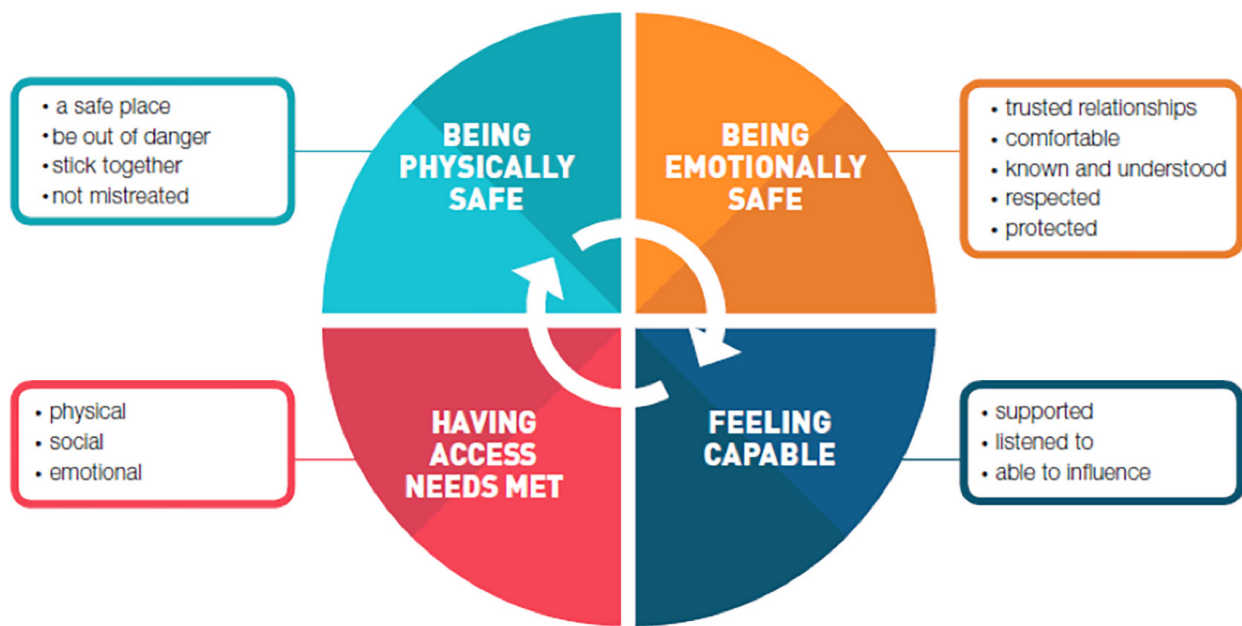 • a safe place
• be out of danger
• stick together
• not mistreated
BEING
PHYSICALLY
SAFE
BEING
EMOTIONALLY
SAFE
• trusted relationships
• comfortable
• known and understood
• respected
• protected
• physical
• social
• emotional
HAVING
ACCESS
NEEDS MET
FEELING
CAPABLE
• supported
• listened to
• able to influence